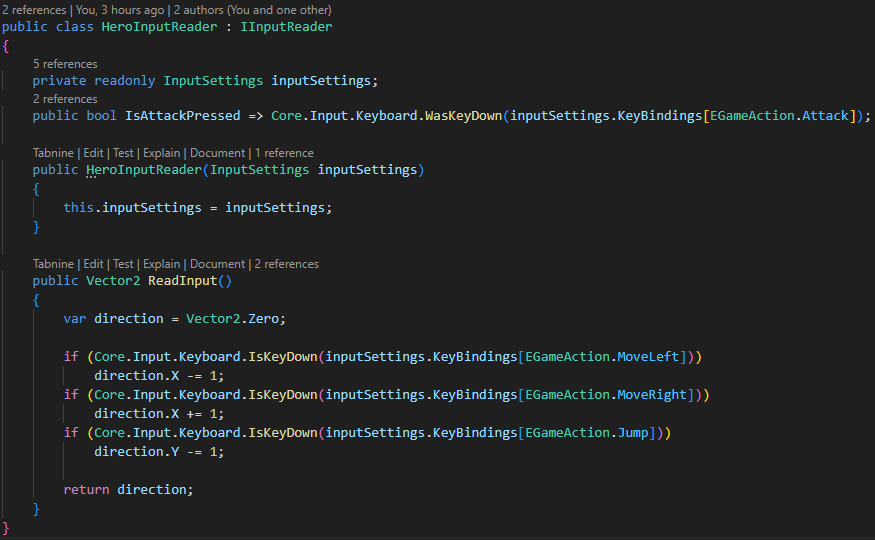 2 references | You, 3 hours ago | 2 authors (You and one other)
public class HeroInputReader : IInputReader
{
5 references
private readonly InputSettings inputSettings;
2 references
public bool IsAttackPressed => Core.Input.Keyboard.WasKeyDown(inputSettings.KeyBindings[EGameAction.Attack]);
Tabnine | Edit | Test | Explain | Document | 1 reference
public HeroInputReader(InputSettings inputSettings)
{
this.inputSettings = inputSettings;
}
Tabnine | Edit | Test | Explain | Document | 2 references
public Vector2 ReadInput()
{
var direction = Vector2.Zero;
if (Core.Input.Keyboard.IsKeyDown(inputSettings.KeyBindings[EGameAction.MoveLeft]))
direction.X -= 1;
if (Core.Input.Keyboard.IsKeyDown(inputSettings.KeyBindings[EGameAction.MoveRight]))
direction.X += 1;
if (Core.Input.Keyboard.IsKeyDown(inputSettings.KeyBindings[EGameAction.Jump]))
direction.Y -= 1;
return direction;
}
}